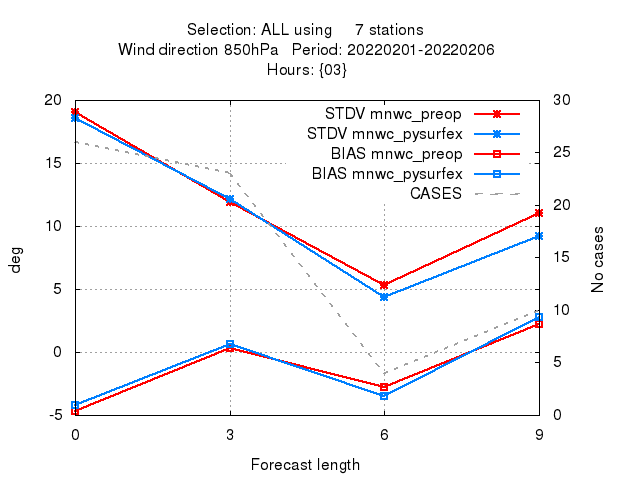 Selection: ALL using 7 stations
Wind direction 850hPa Period: 20220201-20220206
Hours: {03}
20
15
10
5
0
-5
deg
30
25
20
15
10
5
0
No cases
STDV mnwc_preop
STDV mnwc_pysurfex
BIAS mnwc_preop
BIAS mnwc_pysurfex
CASES
0 3 6 9
Forecast length